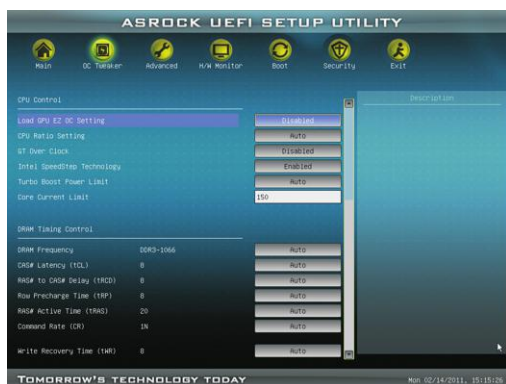 ASROCK UEFI SETUP UTILITY
Main OC Tweaker Advanced H/W Monitor Boot Security Exit
CPU Control
Description
Load GPU EZ OC Setting Disabled
CPU Ratio Setting Auto
GT Over Clock Disabled
Intel SpeedStep Technology Enabled
Turbo Boost Power Limit Auto
Core Current Limit 150
DRAM Timing Control
DRAM Frequency DDR3-1066 Auto
CAS# Latency (tCL) 8 Auto
RAS# to CAS# Delay (tRCD) 8 Auto
Row Precharge Time (tRP) 8 Auto
RAS# Active Time (tRAS) 20 Auto
Command Rate (CR) 1N Auto
Write Recovery Time (tWR) 8 Auto
TOMORROW'S TECHNOLOGY TODAY
Mon 02/14/2011, 15:15:26